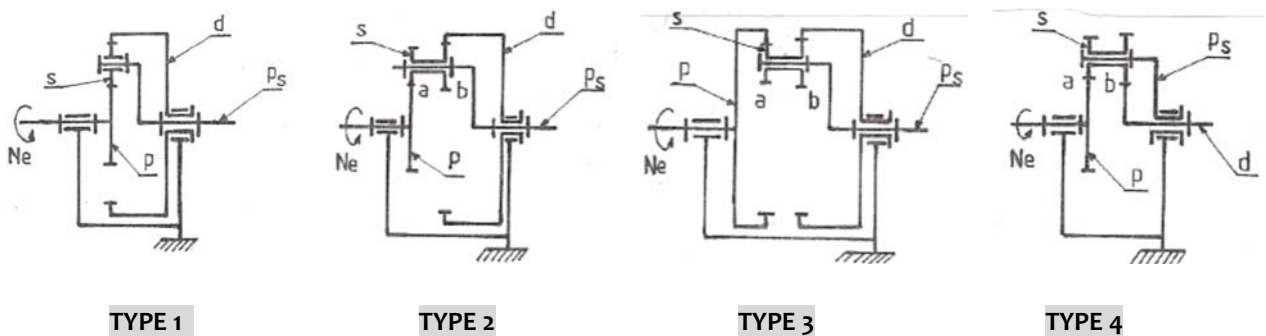 s d Ps Ne p
s d a b Ps Ne p
s d p a b Ps Ne
s Ps a b Ne p d
TYPE 1 TYPE 2 TYPE 3 TYPE 4